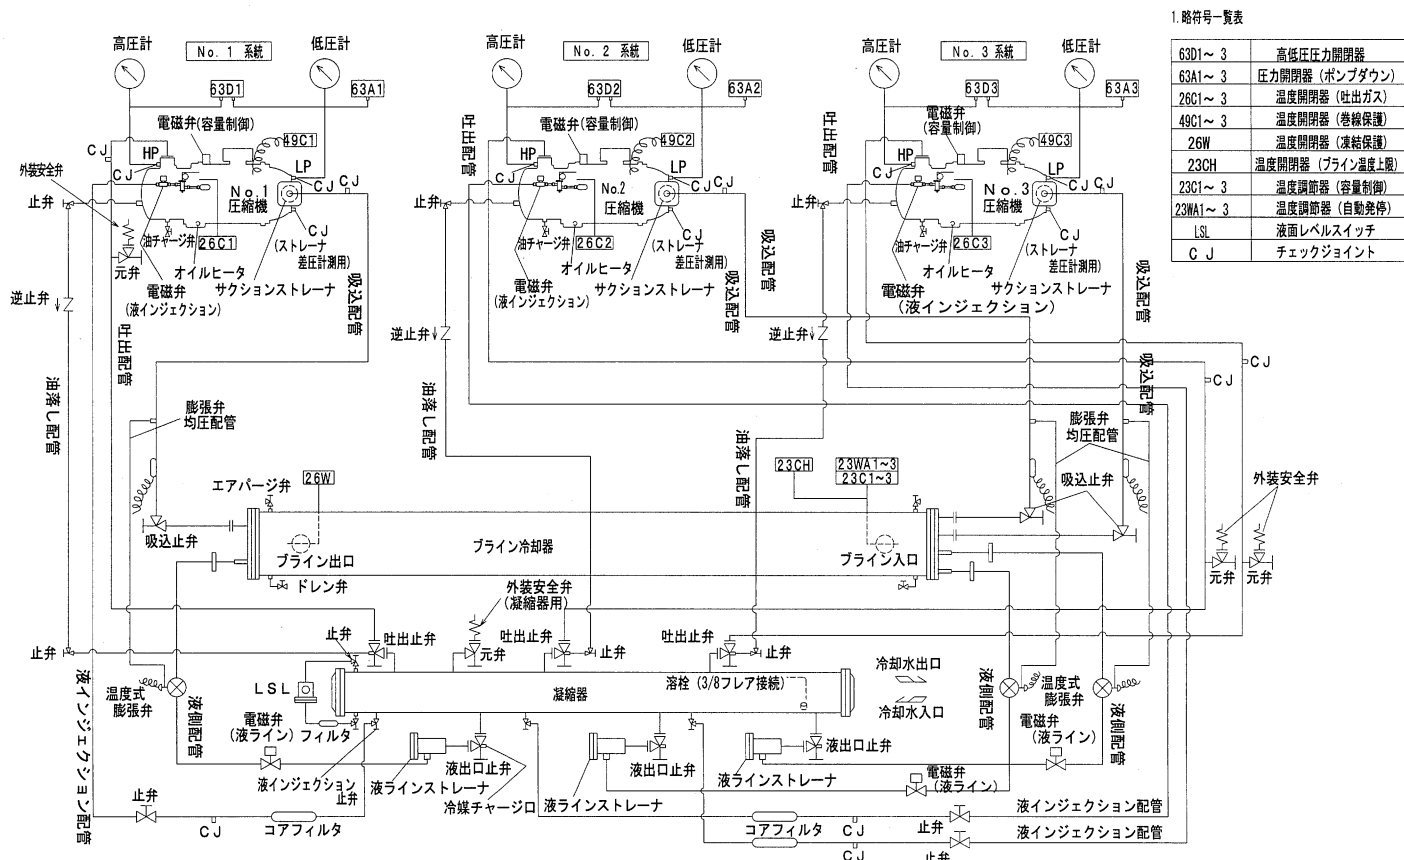 1. 略符号一覧表
63D1～ 3 高低圧圧力開閉器
63A1～ 3 圧力開閉器（ポンプダウン）
26C1～ 3 温度開閉器（吐出ガス）
49C1～ 3 温度開閉器（巻線保護）
26W 温度開閉器（凍結保護）
23CH 温度開閉器（ブライン温度上限）
23C1～ 3 温度調節器（容量制御）
23WA1～ 3 温度調節器（自動発停）
LSL 液面レベルスイッチ
C J チェックジョイント
高圧計
No. 1 系統
低圧計
63D1
63A1
電磁弁(容量制御)
49C1
CJ
HP
LP
CJ
CJ
CJ
外装安全弁
止弁
No.1
圧縮機
油チャージ弁
26C1
CJ
(ストレーナ
差圧計測用)
元弁
オイルヒータ
サクションストレーナ
電磁弁
(液インジェクション)
逆止弁
吐出配管
吸込配管
油落し配管
高圧計
No. 2 系統
低圧計
63D2
63A2
吐出配管
電磁弁(容量制御)
49C2
HP
LP
CJ
CJ
CJ
止弁
No.2
圧縮機
油チャージ弁
26C2
CJ
(ストレーナ
差圧計測用)
オイルヒータ
サクションストレーナ
電磁弁
(液インジェクション)
逆止弁
吸込配管
吸込配管
油落し配管
高圧計
No. 3 系統
低圧計
63D3
63A3
吐出配管
電磁弁
(容量制御)
49C3
HP
LP
CJ
CJ
CJ
止弁
No.3
圧縮機
油チャージ弁
26C3
CJ
(ストレーナ
差圧計測用)
オイルヒータ
サクションストレーナ
電磁弁
(液インジェクション)
逆止弁
吸込配管
吸込配管
油落し配管
CJ
CJ
膨張弁
均圧配管
膨張弁
均圧配管
エアパージ弁
26W
23CH
23WA1~3
23C1~3
吸込止弁
外装安全弁
吸込止弁
ブライン出口
ブライン冷却器
ブライン入口
ドレン弁
元弁
元弁
外装安全弁
(凝縮器用)
止弁
止弁
吐出止弁
元弁
吐出止弁
止弁
吐出止弁
止弁
冷却水出口
冷却水入口
LSL
凝縮器
溶栓 (3/8フレア接続)
温度式
膨張弁
液側配管
液インジェクション配管
電磁弁
(液ライン)
フィルタ
液インジェクション
止弁
液ラインストレーナ
液出口止弁
冷媒チャージ口
液ラインストレーナ
液出口止弁
液ラインストレーナ
液出口止弁
液側配管
温度式
膨張弁
電磁弁
(液ライン)
液側配管
電磁弁
(液ライン)
止弁
CJ
コアフィルタ
コアフィルタ
CJ
止弁
液インジェクション配管
CJ
止弁
液インジェクション配管